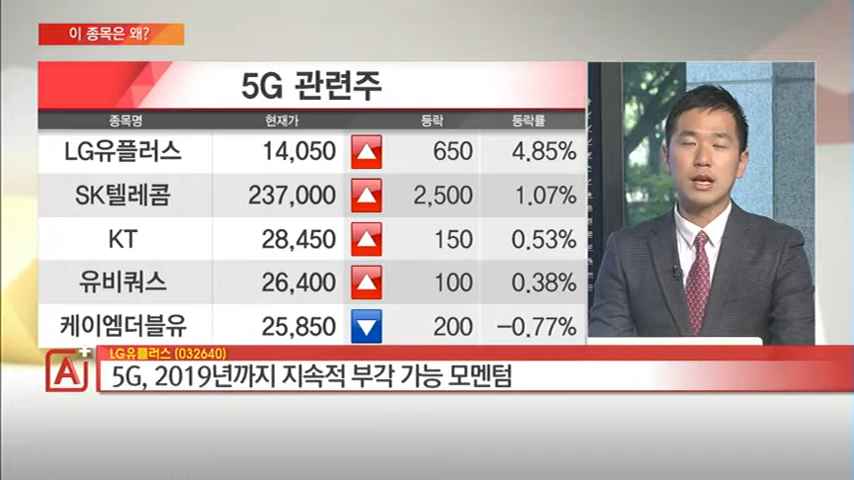 이 종목은 왜?
5G 관련주
종목명 현재가 등락 등락률
LG유플러스 14,050 ▲ 650 4.85%
SK텔레콤 237,000 ▲ 2,500 1.07%
KT 28,450 ▲ 150 0.53%
유비쿼스 26,400 ▲ 100 0.38%
케이엠더블유 25,850 ▼ 200 -0.77%
A+
LG유플러스 (032640)
5G, 2019년까지 지속적 부각 가능 모멘텀